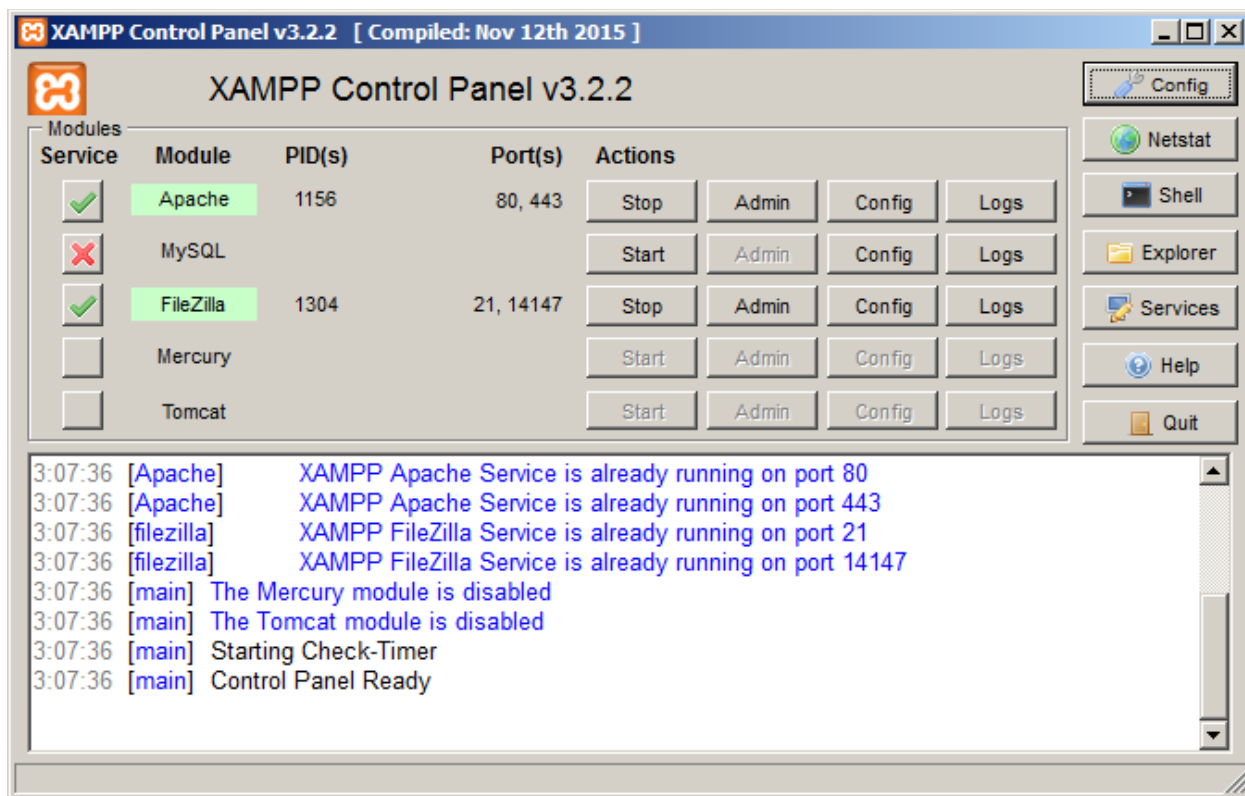 XAMPP Control Panel v3.2.2 [ Compiled: Nov 12th 2015 ]
XAMPP Control Panel v3.2.2
Config
Modules
Service Module PID(s) Port(s) Actions
Netstat
Apache 1156 80, 443 Stop Admin Config Logs
Shell
MySQL Start Admin Config Logs
Explorer
FileZilla 1304 21, 14147 Stop Admin Config Logs
Services
Mercury Start Admin Config Logs
Help
Tomcat Start Admin Config Logs
Quit
3:07:36 [Apache] XAMPP Apache Service is already running on port 80
3:07:36 [Apache] XAMPP Apache Service is already running on port 443
3:07:36 [filezilla] XAMPP FileZilla Service is already running on port 21
3:07:36 [filezilla] XAMPP FileZilla Service is already running on port 14147
3:07:36 [main] The Mercury module is disabled
3:07:36 [main] The Tomcat module is disabled
3:07:36 [main] Starting Check-Timer
3:07:36 [main] Control Panel Ready